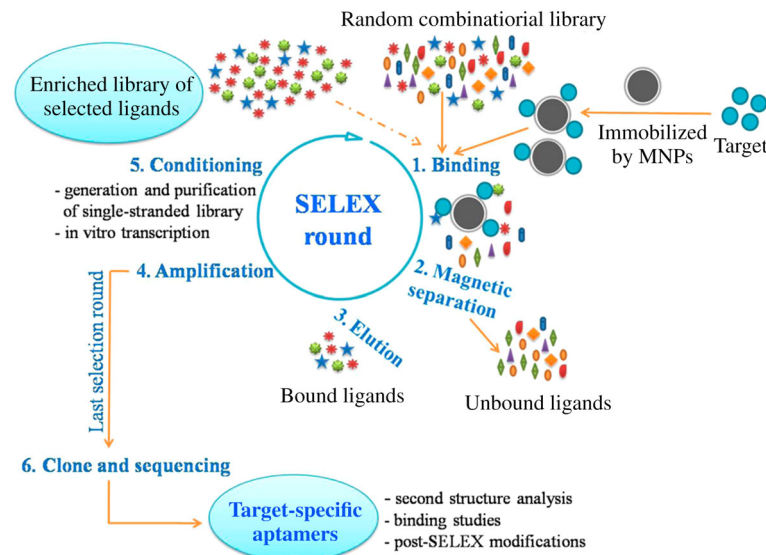 Random combinatiorial library
Enriched library of
selected ligands
Immobilized
by MNPs
Target
5. Conditioning
- generation and purification
of single-stranded library
- in vitro transcription
1. Binding
SELEX
round
4. Amplification
2. Magnetic
separation
3. Elution
Bound ligands
Unbound ligands
Last selection round
6. Clone and sequencing
Target-specific
aptamers
- second structure analysis
- binding studies
- post-SELEX modifications